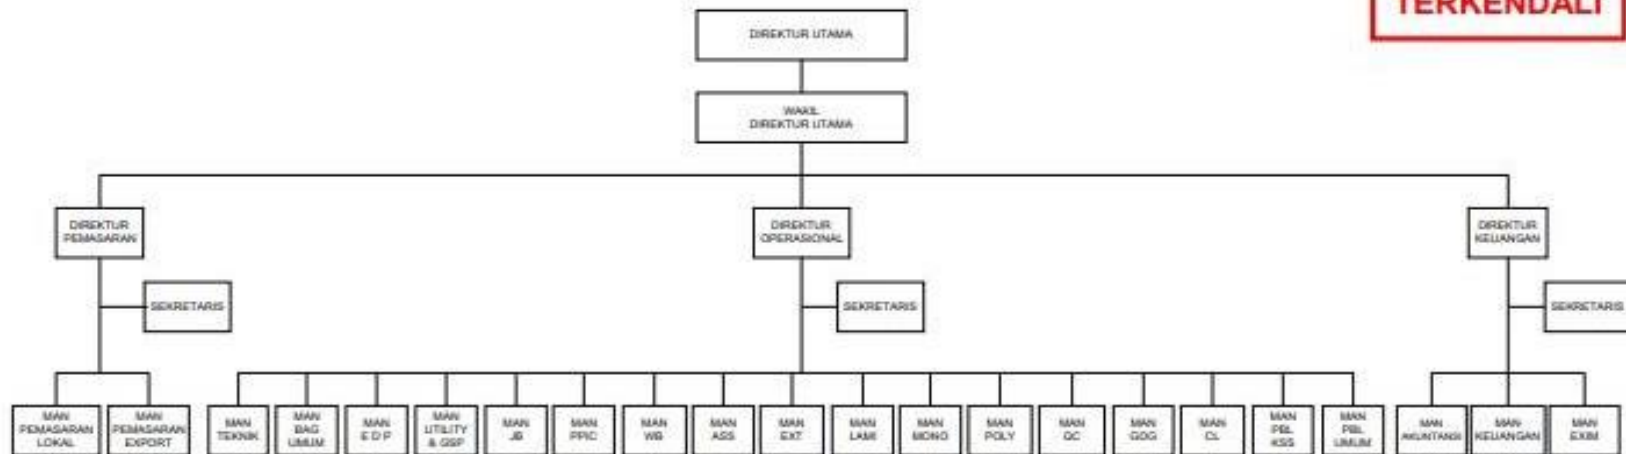 TERKENDALI
DIREKTUR UTAMA
WAKIL
DIREKTUR UTAMA
DIREKTUR
PEMASARAN
DIREKTUR
OPERASIONAL
DIREKTUR
KEUANGAN
SEKRETARIS
SEKRETARIS
SEKRETARIS
MAN
PEMASARAN
LOKAL
MAN
PEMASARAN
EXPORT
MAN
TEKNIK
MAN
BAG
UMUM
MAN
E D P
MAN
UTILITY
& GSP
MAN
JB
MAN
PPIC
MAN
WB
MAN
ASS
MAN
EXT
MAN
LAMI
MAN
MONO
MAN
POLY
MAN
QC
MAN
GDG
MAN
CL
MAN
PBL
KSS
MAN
PBL
UMUM
MAN
AKUNTANSI
MAN
KEUANGAN
MAN
EXIM